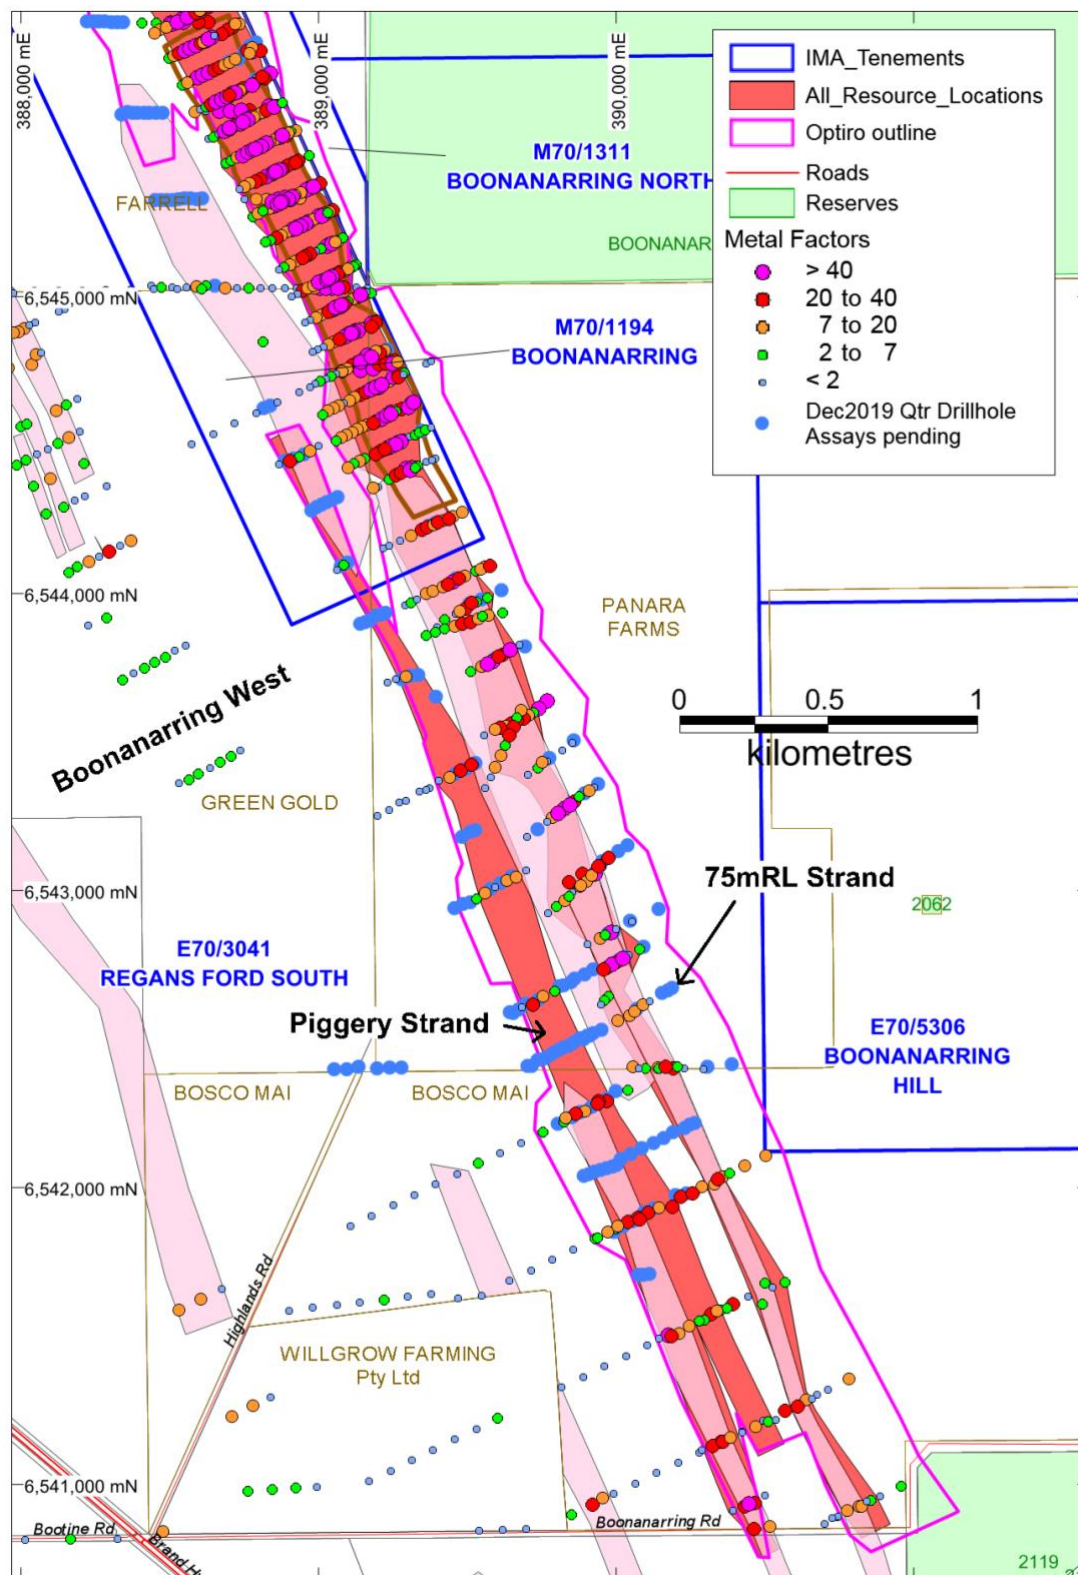 388,000 mE
389,000 mE
390,000 mE
IMA_Tenements
All_Resource_Locations
Optiro outline
Roads
Reserves
Metal Factors
> 40
20 to 40
7 to 20
2 to 7
< 2
Dec2019 Qtr Drillhole
Assays pending
M70/1311
BOONANARRING NORTH
FARRELL
BOONANAR
6,545,000 mN
M70/1194
BOONANARRING
6,544,000 mN
PANARA
FARMS
Boonanarring West
0 0.5 1
kilometres
GREEN GOLD
6,543,000 mN
75mRL Strand
2062
E70/3041
REGANS FORD SOUTH
Piggery Strand
E70/5306
BOONANARRING
HILL
BOSCO MAI
BOSCO MAI
6,542,000 mN
Highlands Rd
WILLGROW FARMING
Pty Ltd
6,541,000 mN
Bootine Rd
Brand H
Boonanarring Rd
2119